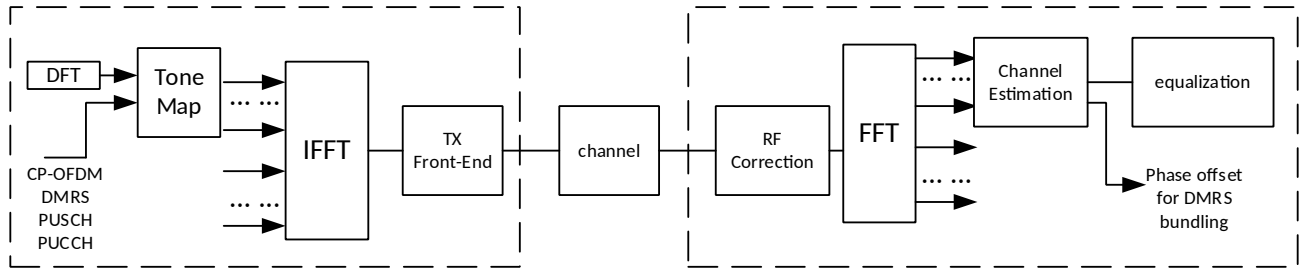 DFT
Tone
Map
... ...
... ...
CP-OFDM
DMRS
PUSCH
PUCCH
IFFT
TX
Front-End
channel
RF
Correction
FFT
... ...
... ...
Channel
Estimation
equalization
Phase offset
for DMRS
bundling